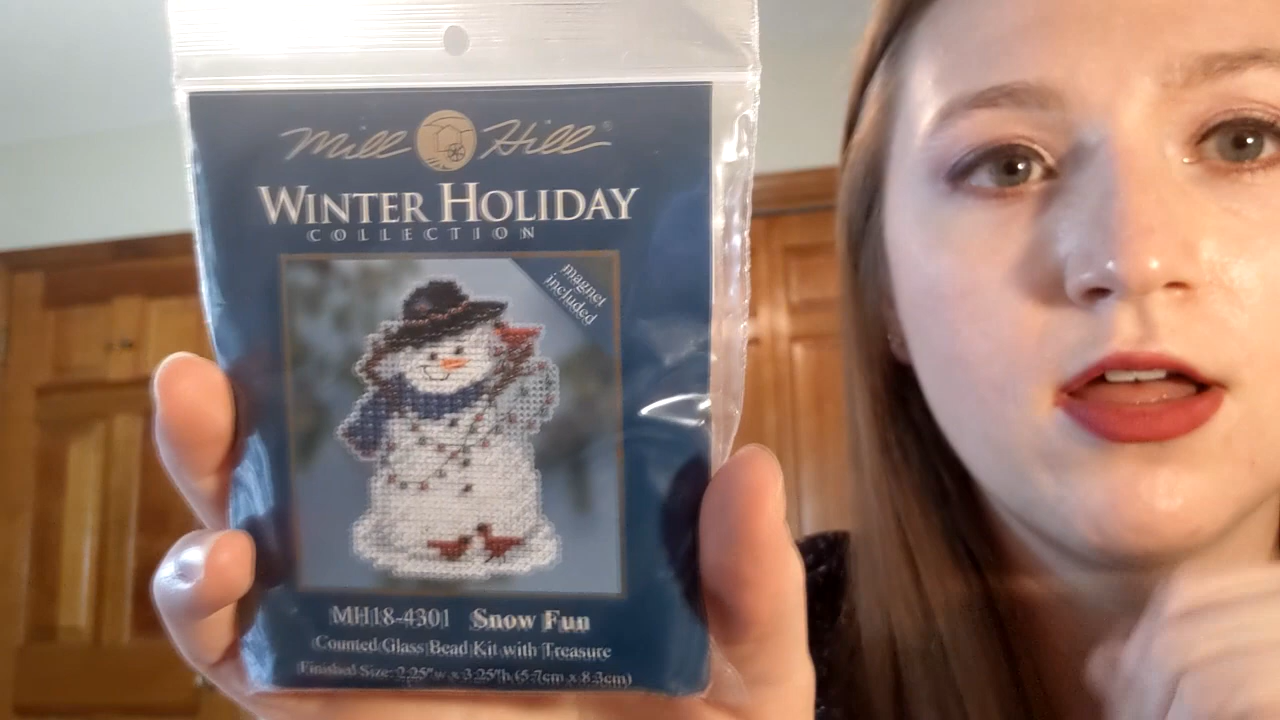 Mill Hill®
WINTER HOLIDAY
COLLECTION
magnet
included
MH18-4301 Snow Fun
Counted Glass Bead Kit with Treasure
Finished Size: 2.25"w x 3.25"h (5.7cm x 8.3cm)